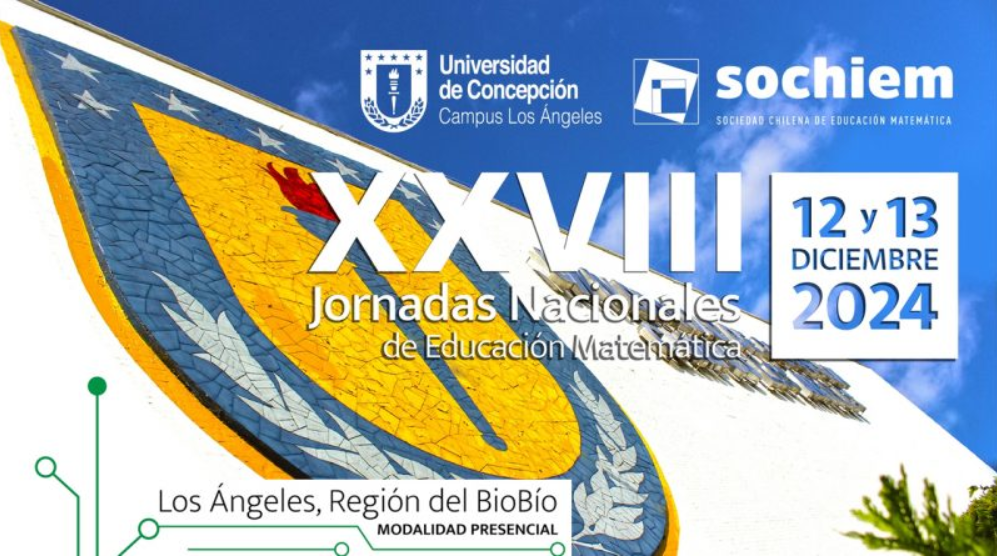 Universidad
de Concepción
Campus Los Ángeles
sochiem
SOCIEDAD CHILENA DE EDUCACIÓN MATEMÁTICA
XXVIII
Jornadas Nacionales
de Educación Matemática
12 y 13
DICIEMBRE
2024
Los Ángeles, Región del BioBío
MODALIDAD PRESENCIAL